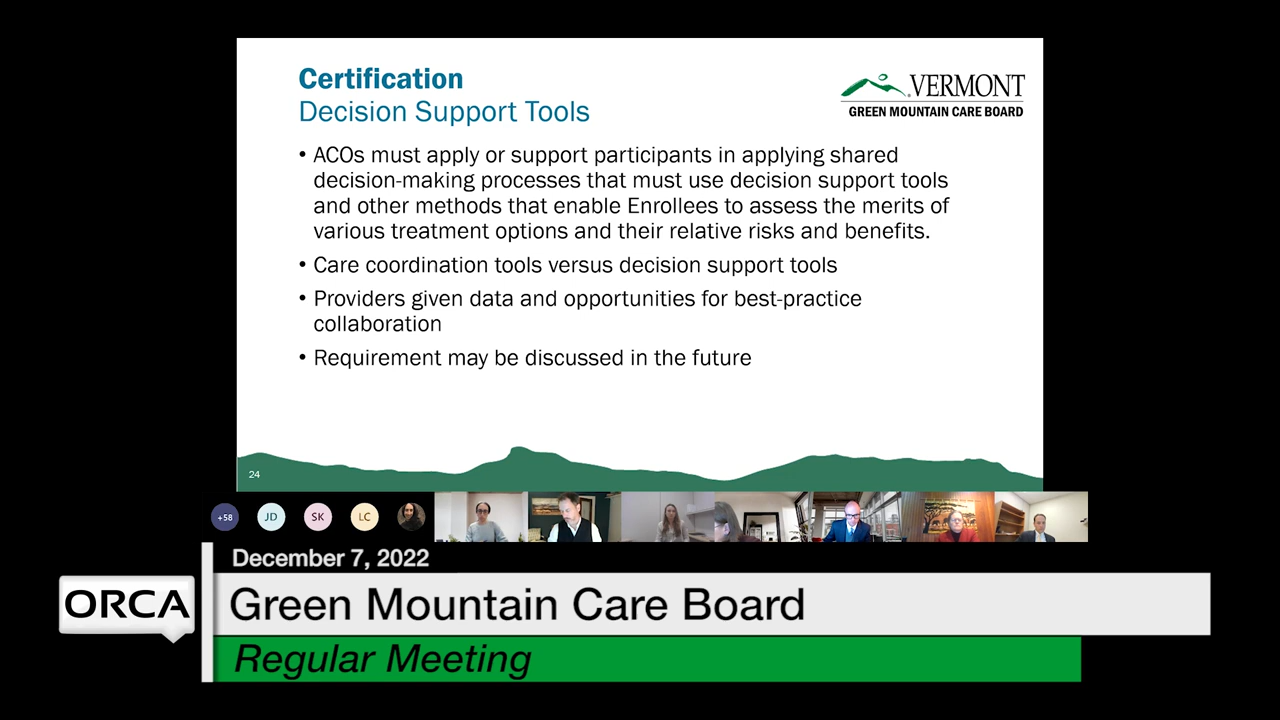 Certification
Decision Support Tools
VERMONT
GREEN MOUNTAIN CARE BOARD
• ACOs must apply or support participants in applying shared
decision-making processes that must use decision support tools
and other methods that enable Enrollees to assess the merits of
various treatment options and their relative risks and benefits.
• Care coordination tools versus decision support tools
• Providers given data and opportunities for best-practice
collaboration
• Requirement may be discussed in the future
24
+58
JD
SK
LC
December 7, 2022
ORCA
Green Mountain Care Board
Regular Meeting